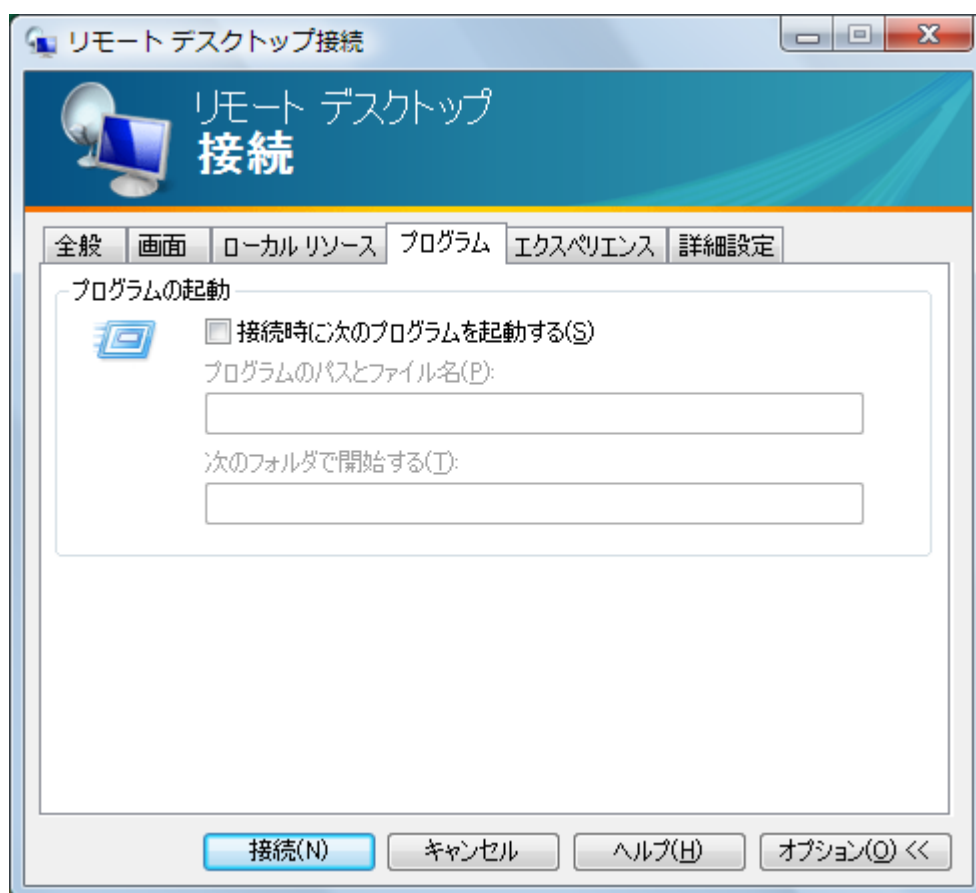 リモート デスクトップ接続
リモート デスクトップ
接続
全般 画面 ローカル リソース プログラム エクスペリエンス 詳細設定
プログラムの起動
接続時に次のプログラムを起動する(S)
プログラムのパスとファイル名(P):
次のフォルダで開始する(T):
接続(N) キャンセル ヘルプ(H) オプション(O) <<